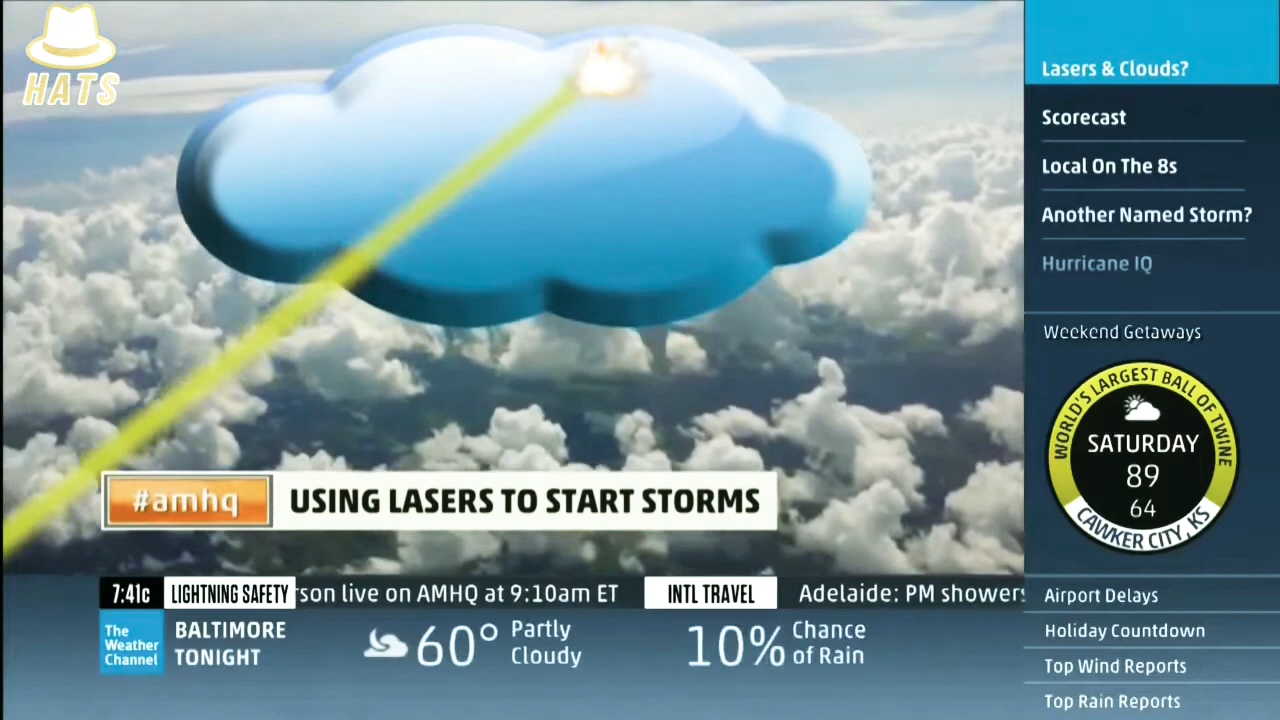 HATS
Lasers & Clouds?
Scorecast
Local On The 8s
Another Named Storm?
Hurricane IQ
Weekend Getaways
WORLD'S LARGEST BALL OF TWINE
SATURDAY
89
64
CAWKER CITY, KS
#amhq
USING LASERS TO START STORMS
7:41c
LIGHTNING SAFETY
rson live on AMHQ at 9:10am ET
INTL TRAVEL
Adelaide: PM showers
The
Weather
Channel
BALTIMORE
TONIGHT
60°
Partly
Cloudy
10%
Chance
of Rain
Airport Delays
Holiday Countdown
Top Wind Reports
Top Rain Reports